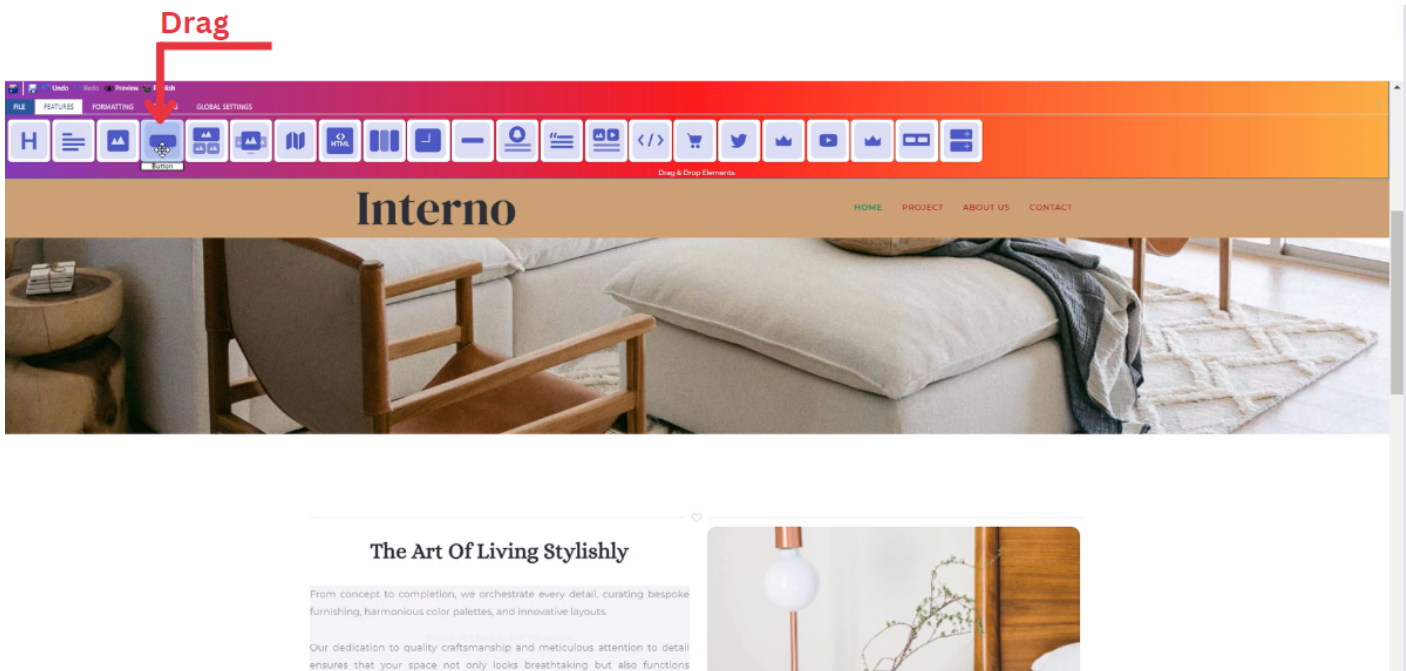 Drag
Undo Redo Preview Publish
FILE FEATURES FORMATTING GLOBAL SETTINGS
H
HTML
Button
Drag & Drop Elements
Interno
HOME PROJECT ABOUT US CONTACT
The Art Of Living Stylishly
From concept to completion, we orchestrate every detail, curating bespoke
furnishing, harmonious color palettes, and innovative layouts.
Our dedication to quality craftsmanship and meticulous attention to detail
ensures that your space not only looks breathtaking but also functions